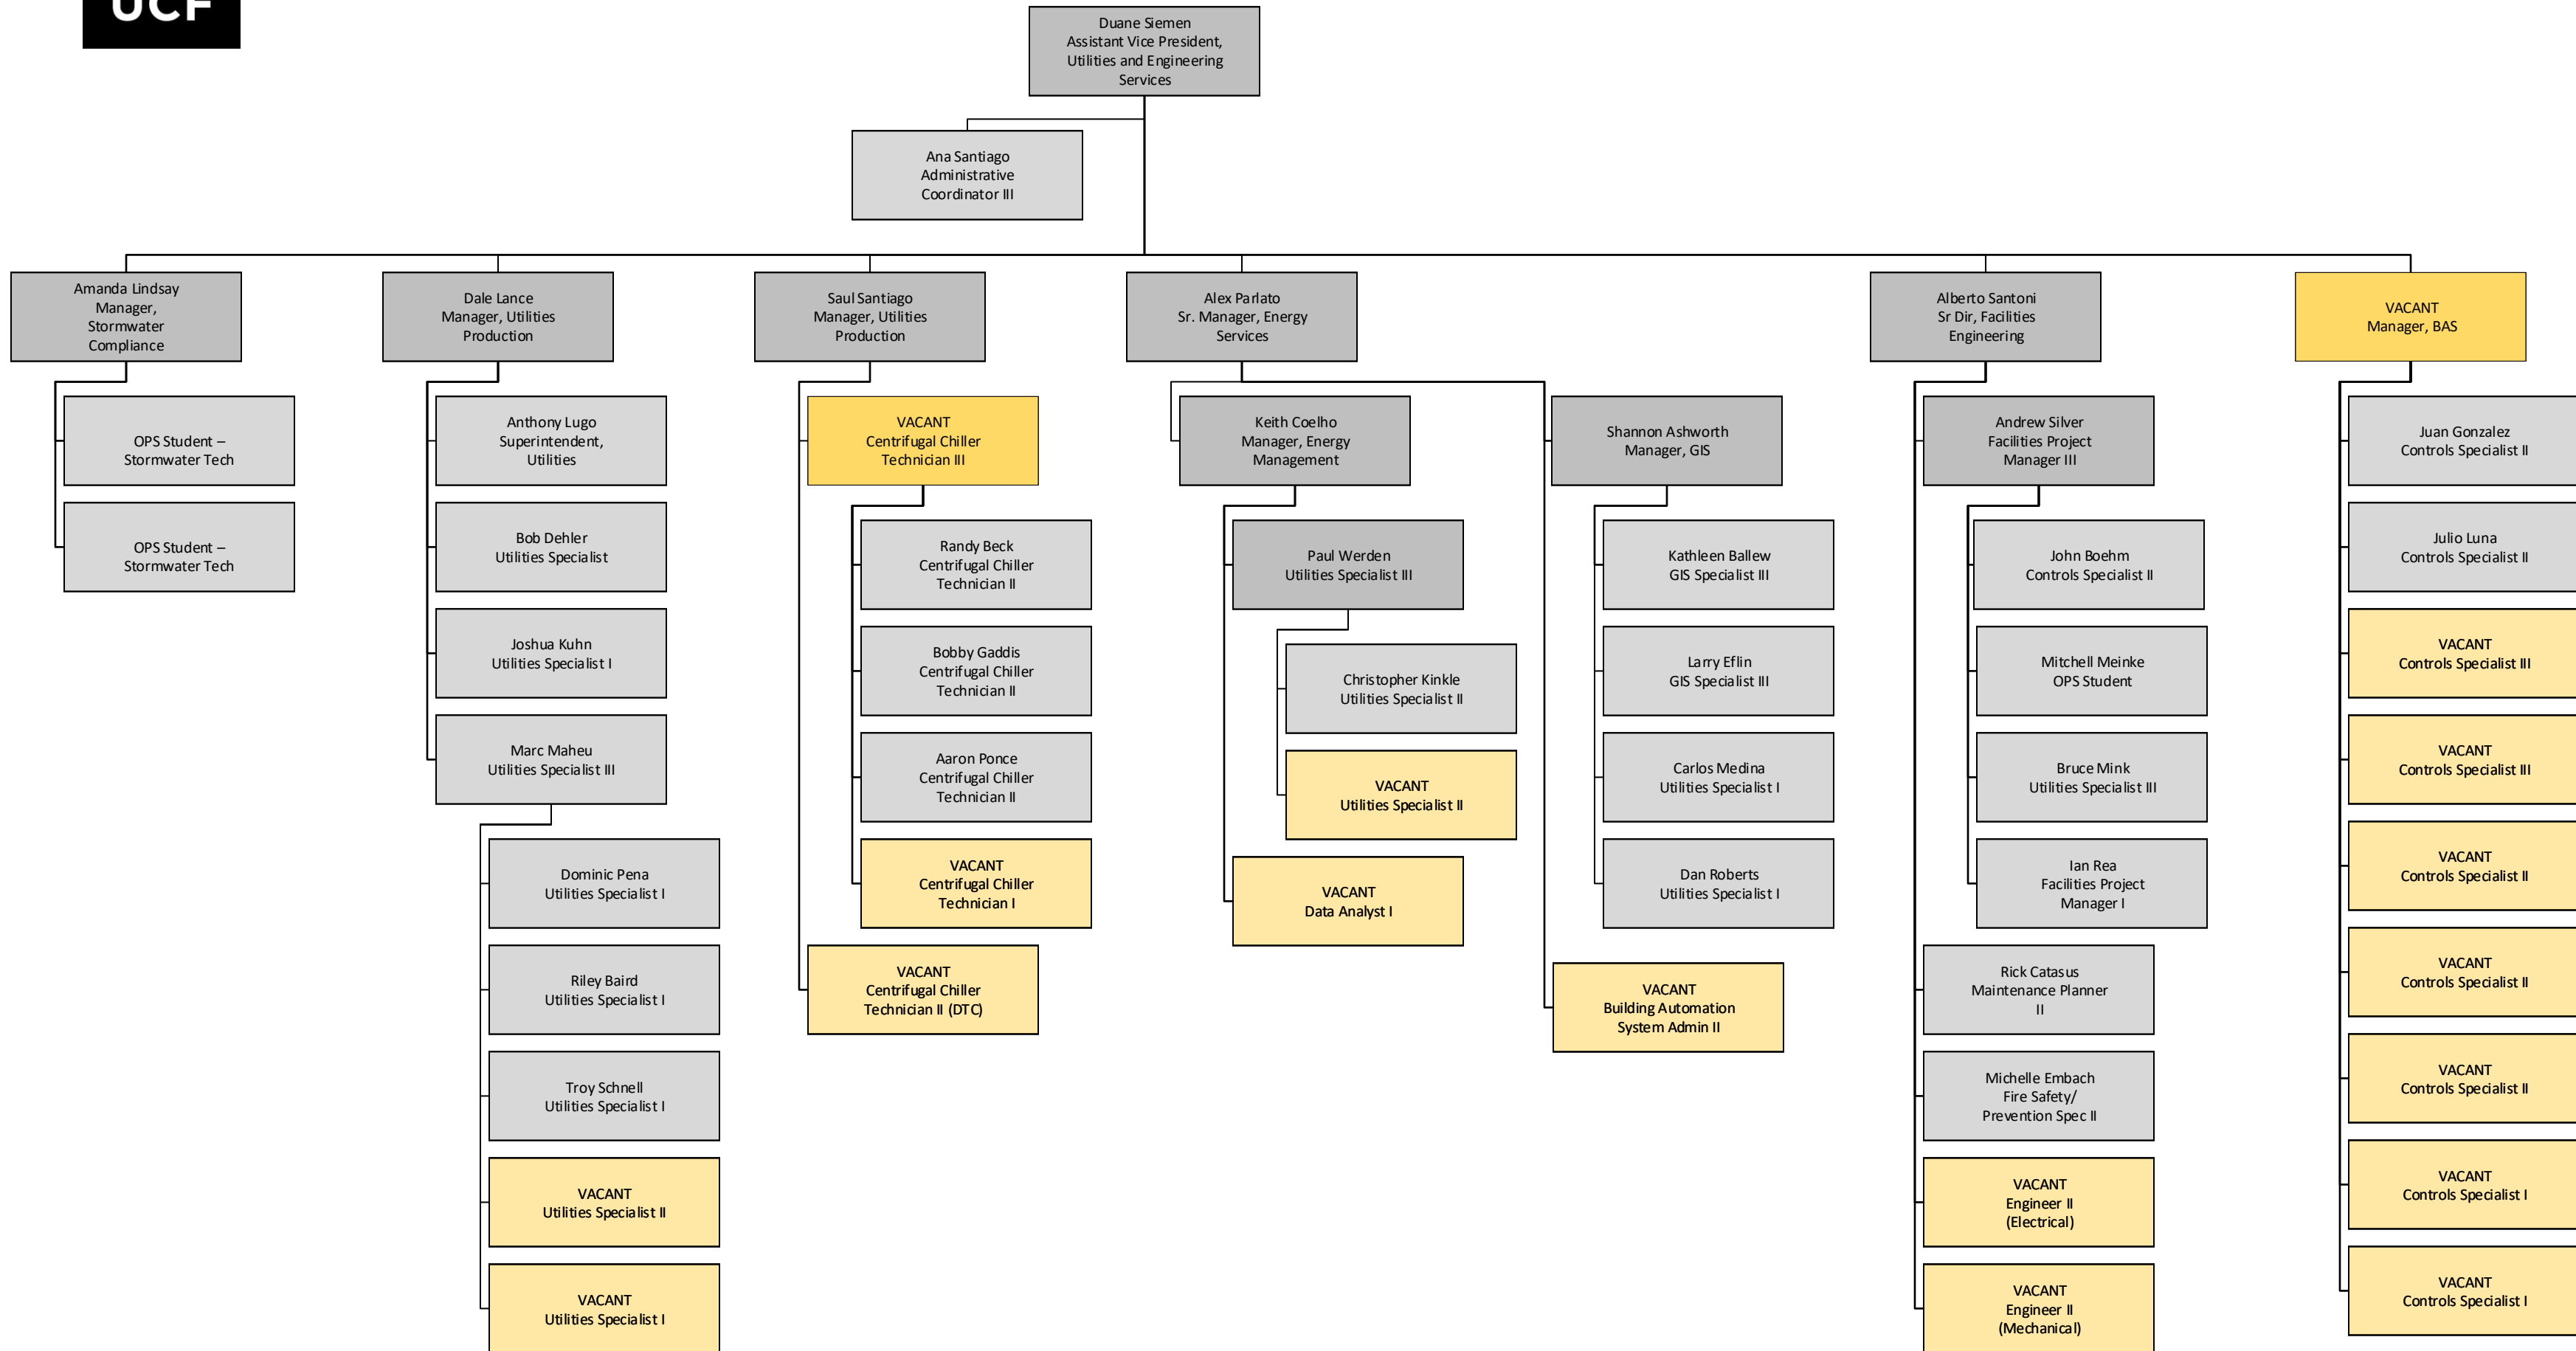 UCF
Duane Siemen
Assistant Vice President,
Utilities and Engineering
Services
Ana Santiago
Administrative
Coordinator III
Amanda Lindsay
Manager,
Stormwater
Compliance
OPS Student –
Stormwater Tech
OPS Student –
Stormwater Tech
Dale Lance
Manager, Utilities
Production
Anthony Lugo
Superintendent,
Utilities
Bob Dehler
Utilities Specialist
Joshua Kuhn
Utilities Specialist I
Marc Maheu
Utilities Specialist III
Dominic Pena
Utilities Specialist I
Riley Baird
Utilities Specialist I
Troy Schnell
Utilities Specialist I
VACANT
Utilities Specialist II
VACANT
Utilities Specialist I
Saul Santiago
Manager, Utilities
Production
VACANT
Centrifugal Chiller
Technician III
Randy Beck
Centrifugal Chiller
Technician II
Bobby Gaddis
Centrifugal Chiller
Technician II
Aaron Ponce
Centrifugal Chiller
Technician II
VACANT
Centrifugal Chiller
Technician I
VACANT
Centrifugal Chiller
Technician II (DTC)
Alex Parlato
Sr. Manager, Energy
Services
Keith Coelho
Manager, Energy
Management
Paul Werden
Utilities Specialist III
Christopher Kinkle
Utilities Specialist II
VACANT
Utilities Specialist II
VACANT
Data Analyst I
Shannon Ashworth
Manager, GIS
Kathleen Ballew
GIS Specialist III
Larry Eflin
GIS Specialist III
Carlos Medina
Utilities Specialist I
Dan Roberts
Utilities Specialist I
VACANT
Building Automation
System Admin II
Alberto Santoni
Sr Dir, Facilities
Engineering
Andrew Silver
Facilities Project
Manager III
John Boehm
Controls Specialist II
Mitchell Meinke
OPS Student
Bruce Mink
Utilities Specialist III
Ian Rea
Facilities Project
Manager I
Rick Catasus
Maintenance Planner
II
Michelle Embach
Fire Safety/
Prevention Spec II
VACANT
Engineer II
(Electrical)
VACANT
Engineer II
(Mechanical)
VACANT
Manager, BAS
Juan Gonzalez
Controls Specialist II
Julio Luna
Controls Specialist II
VACANT
Controls Specialist III
VACANT
Controls Specialist III
VACANT
Controls Specialist II
VACANT
Controls Specialist II
VACANT
Controls Specialist II
VACANT
Controls Specialist I
VACANT
Controls Specialist I